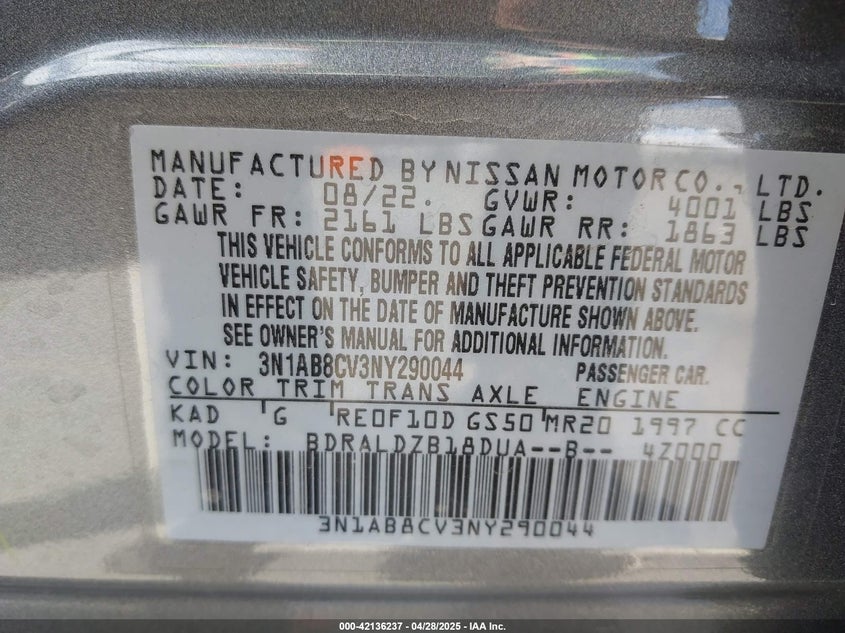 MANUFACTURED BY NISSAN MOTOR CO., LTD.
DATE: 08/22. GVWR: 4001 LBS
GAWR FR: 2161 LBS GAWR RR: 1863 LBS
THIS VEHICLE CONFORMS TO ALL APPLICABLE FEDERAL MOTOR
VEHICLE SAFETY, BUMPER AND THEFT PREVENTION STANDARDS
IN EFFECT ON THE DATE OF MANUFACTURE SHOWN ABOVE.
SEE OWNER'S MANUAL FOR ADDITIONAL INFORMATION.
VIN: 3N1AB8CV3NY290044 PASSENGER CAR.
COLOR TRIM TRANS AXLE ENGINE
KAD G RE0F10D GS50 MR20 1997 CC
MODEL: BDRALDZB18DUA--B-- 4Z000
3N1AB8CV3NY290044
000-42136237 - 04/28/2025 - IAA Inc.